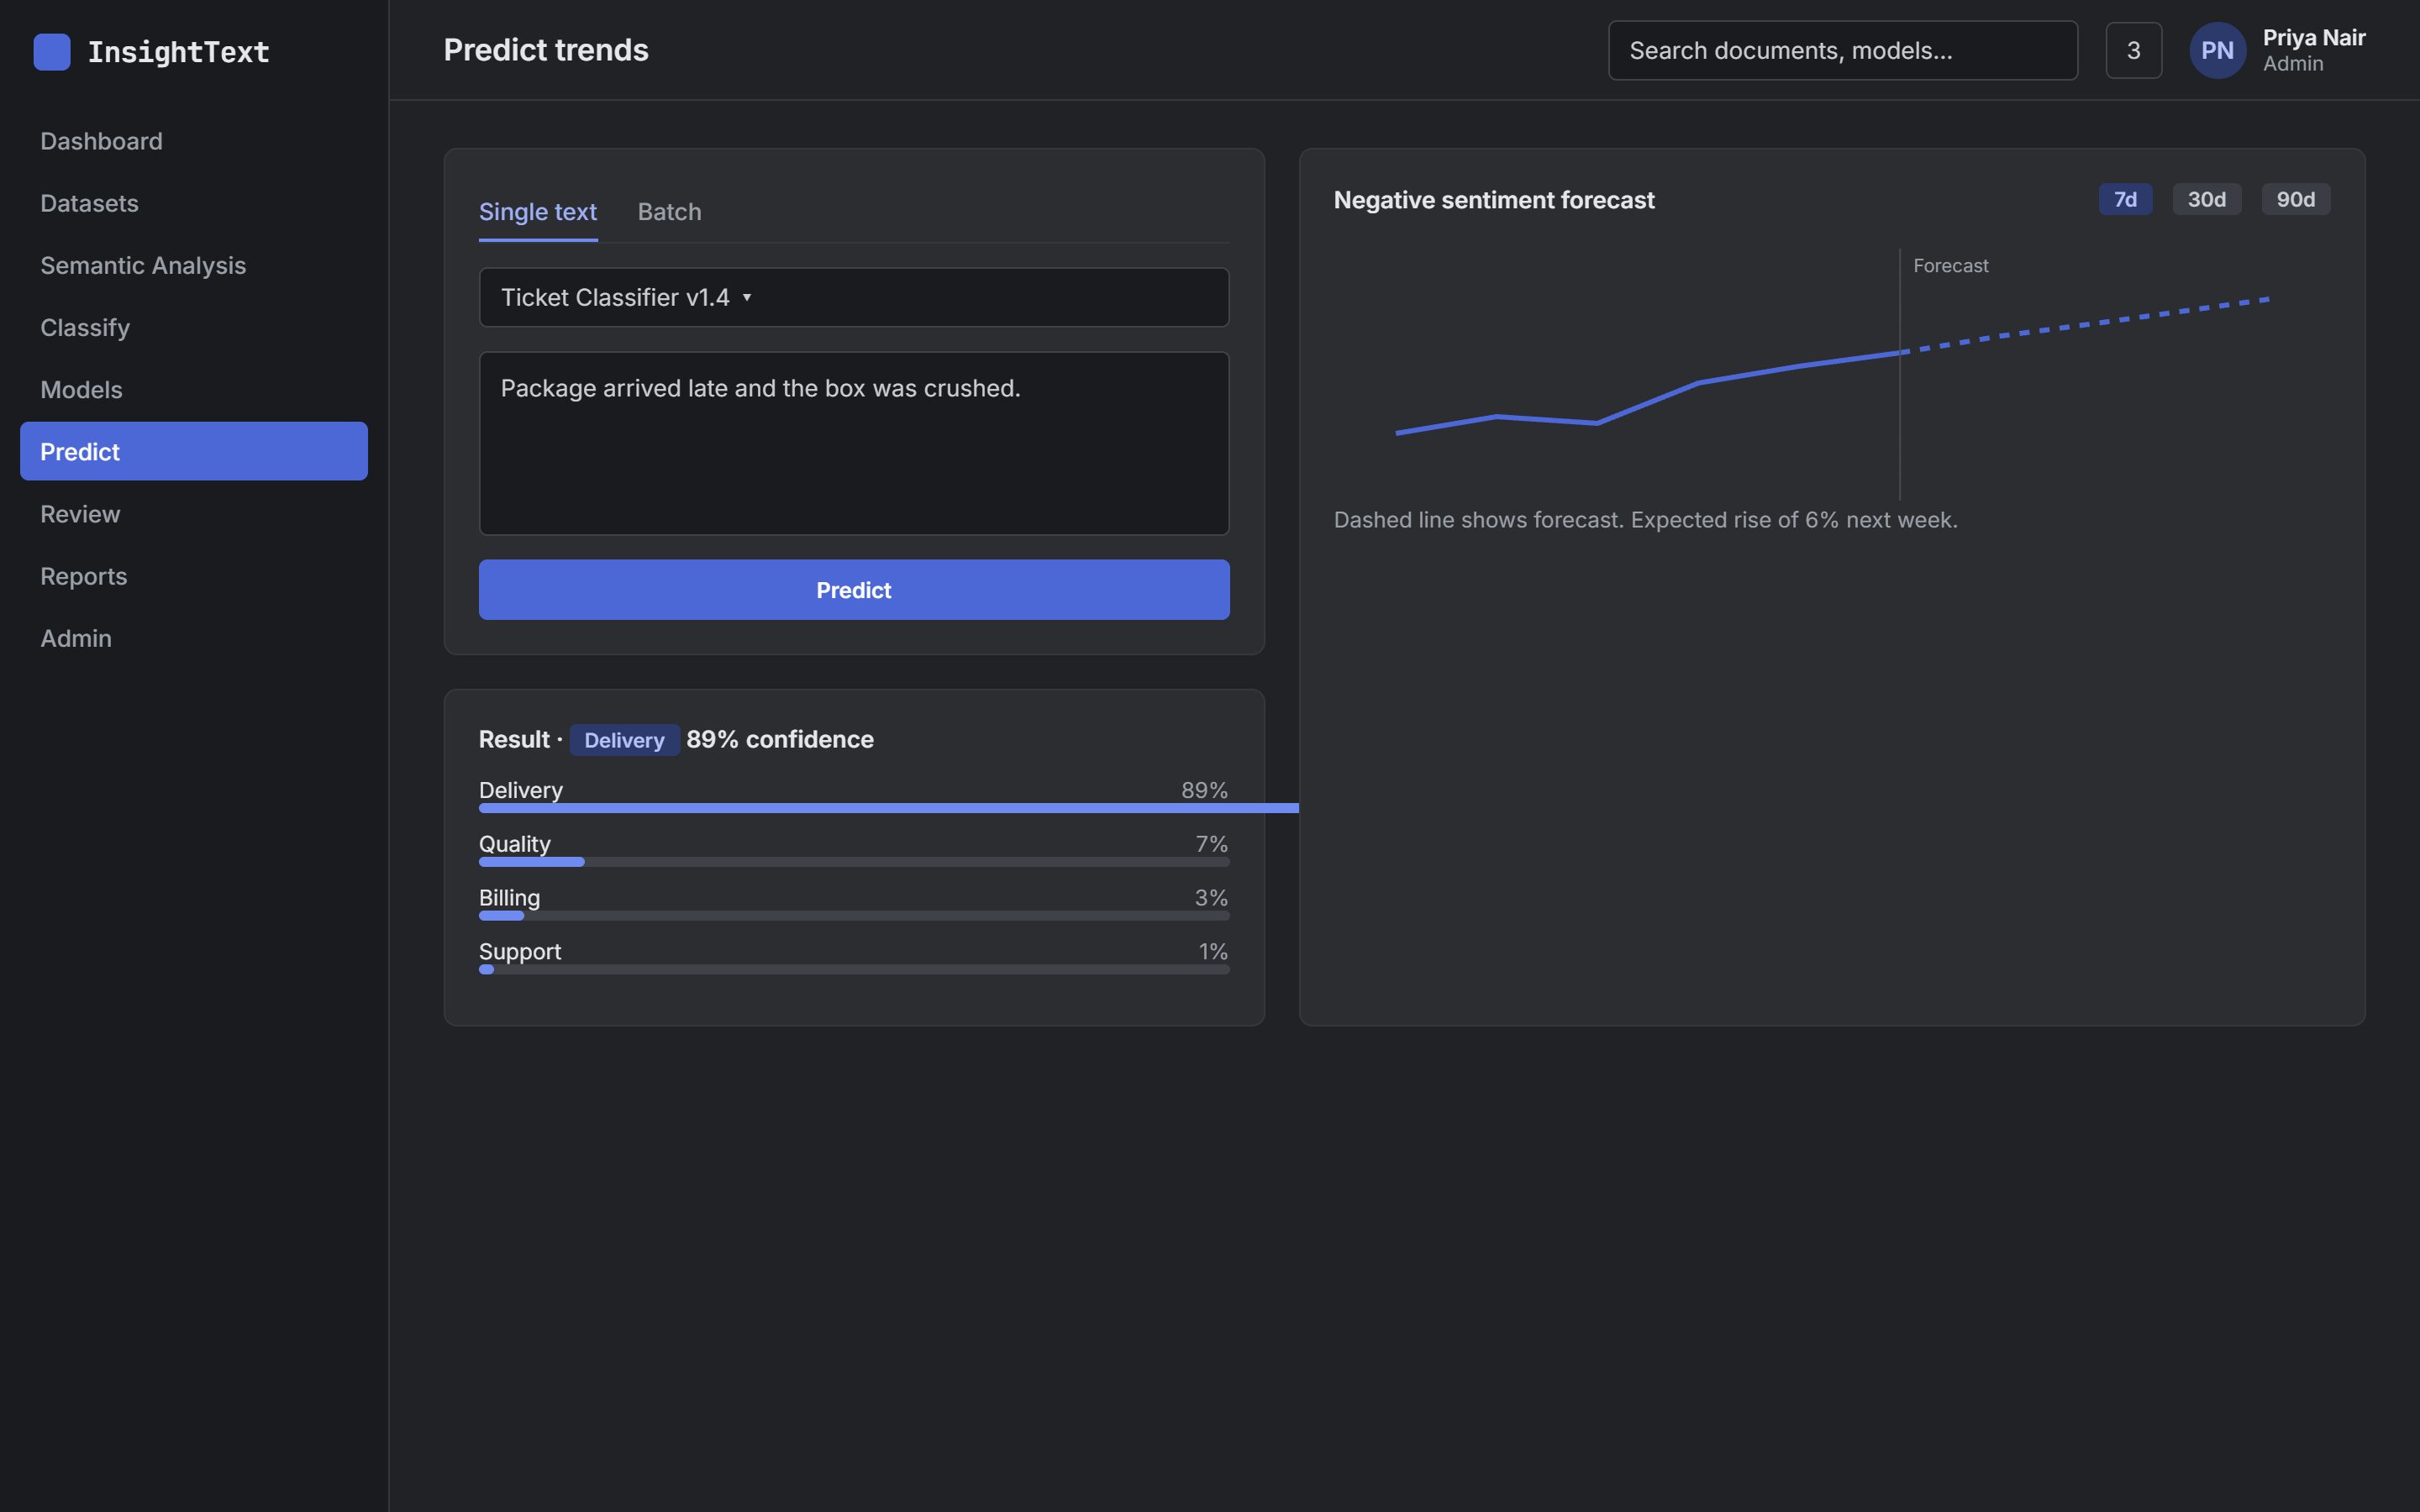 InsightText
Dashboard
Datasets
Semantic Analysis
Classify
Models
Predict
Review
Reports
Admin
Predict trends
Search documents, models...
3
PN
Priya Nair
Admin
Single text
Batch
Ticket Classifier v1.4 ▾
Package arrived late and the box was crushed.
Predict
Result · Delivery 89% confidence
Delivery 89%
Quality 7%
Billing 3%
Support 1%
Negative sentiment forecast
7d
30d
90d
Forecast
Dashed line shows forecast. Expected rise of 6% next week.